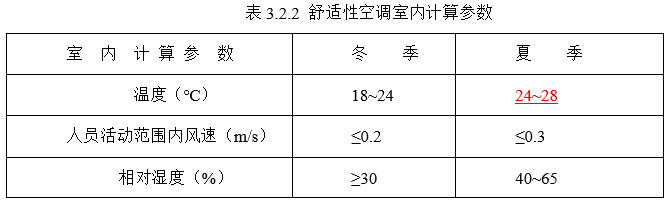 表 3.2.2 舒适性空调室内计算参数
室 内 计 算 参 数 冬 季 夏 季
温度（℃） 18~24 24~28
人员活动范围内风速（m/s） ≤0.2 ≤0.3
相对湿度（%） ≥30 40~65